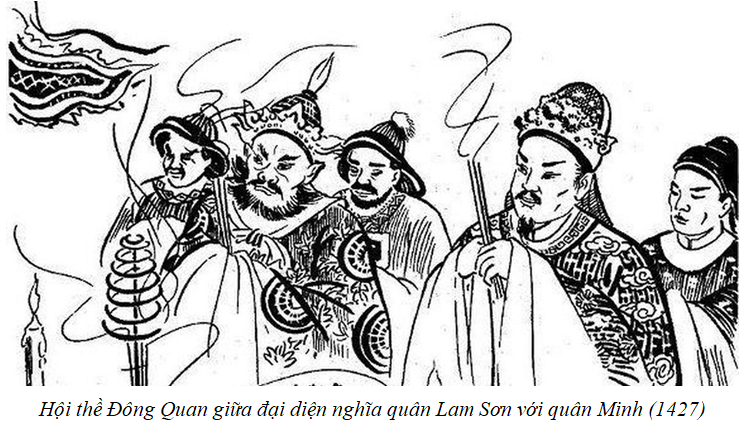 Hội thề Đông Quan giữa đại diện nghĩa quân Lam Sơn với quân Minh (1427)